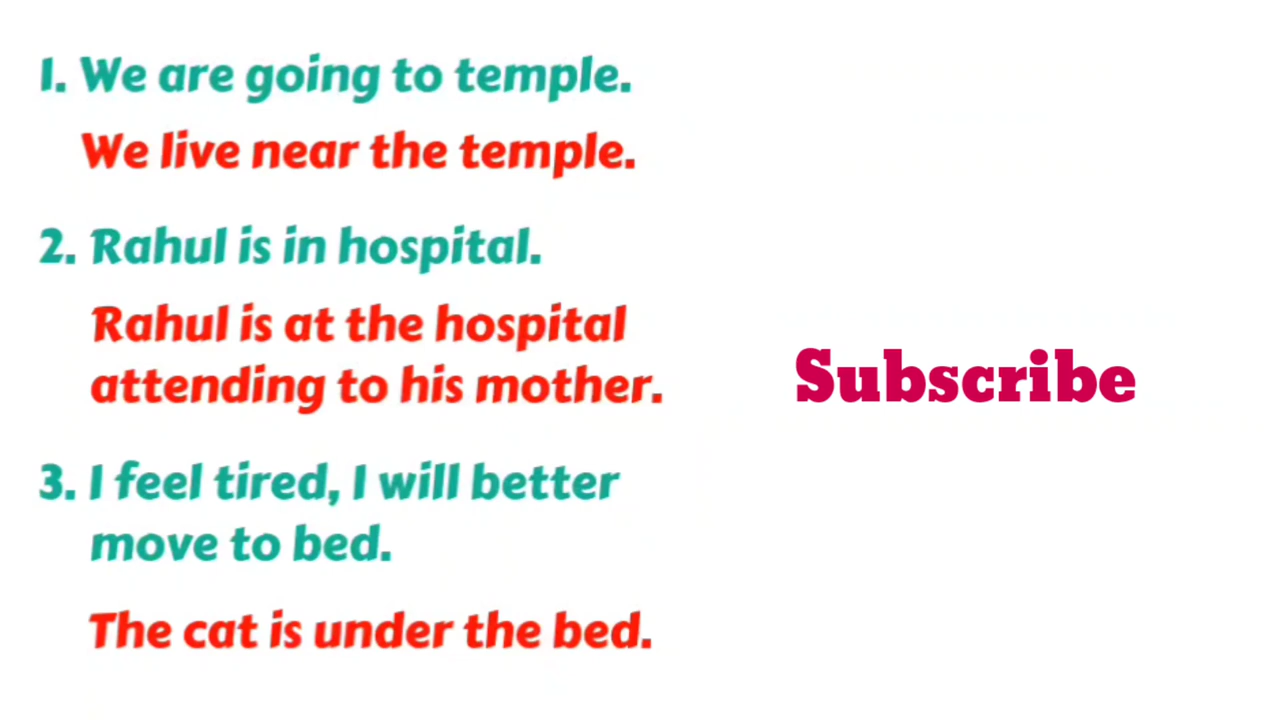 1. We are going to temple.
We live near the temple.
2. Rahul is in hospital.
Rahul is at the hospital
attending to his mother.
3. I feel tired, I will better
move to bed.
The cat is under the bed.
Subscribe